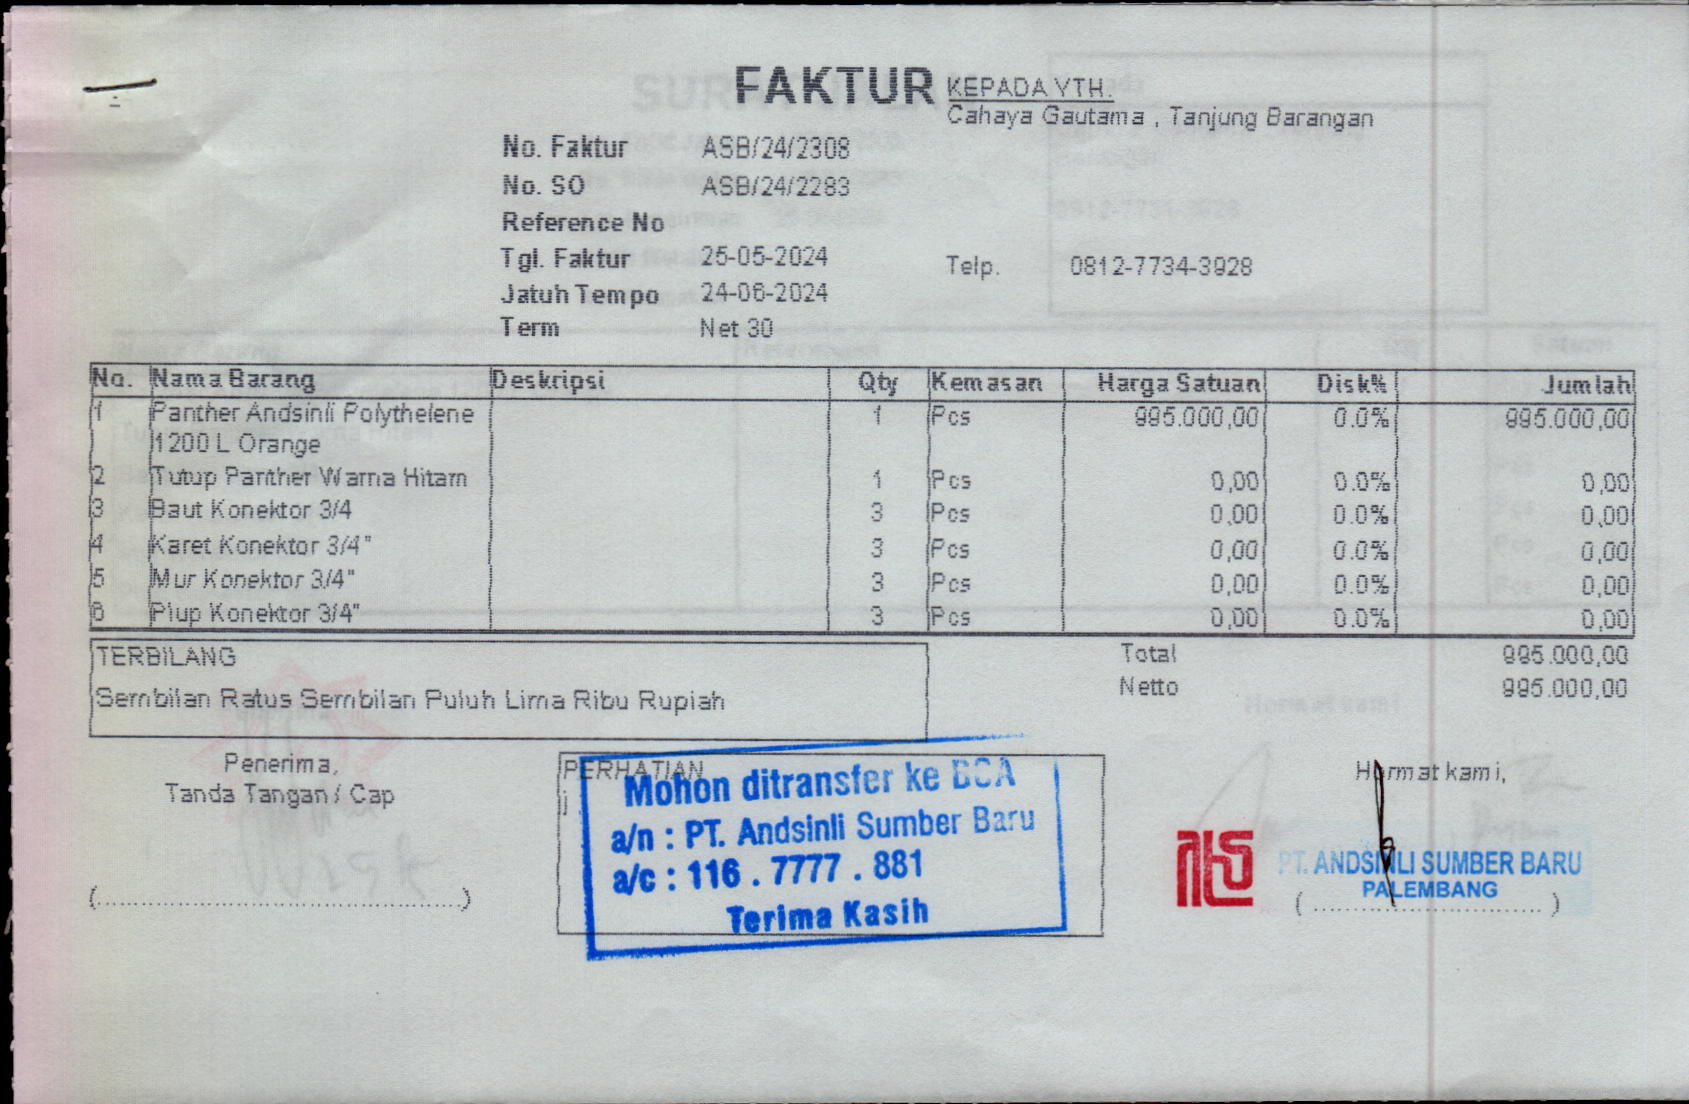 FAKTUR
KEPADA YTH.
Cahaya Gautama , Tanjung Barangan
No. Faktur ASB/24/2308
No. SO ASB/24/2283
Reference No
Tgl. Faktur 25-05-2024
Telp. 0812-7734-3928
Jatuh Tempo 24-06-2024
Term Net 30
No. Nama Barang Deskripsi Qty Kemasan Harga Satuan Disk% Jumlah
1 Panther Andsinli Polythelene 1 Pcs 995.000,00 0.0% 995.000,00
1200 L Orange
2 Tutup Panther Warna Hitam 1 Pcs 0,00 0.0% 0,00
3 Baut Konektor 3/4 3 Pcs 0,00 0.0% 0,00
4 Karet Konektor 3/4" 3 Pcs 0,00 0.0% 0,00
5 Mur Konektor 3/4" 3 Pcs 0,00 0.0% 0,00
6 Plup Konektor 3/4" 3 Pcs 0,00 0.0% 0,00
TERBILANG
Sembilan Ratus Sembilan Puluh Lima Ribu Rupiah
Total 995.000,00
Netto 995.000,00
Penerima,
Tanda Tangan / Cap
(....................................................)
PERHATIAN
Mohon ditransfer ke BCA
a/n : PT. Andsinli Sumber Baru
a/c : 116 . 7777 . 881
Terima Kasih
Hormat kami,
PT. ANDSINLI SUMBER BARU
PALEMBANG
( ................................. )